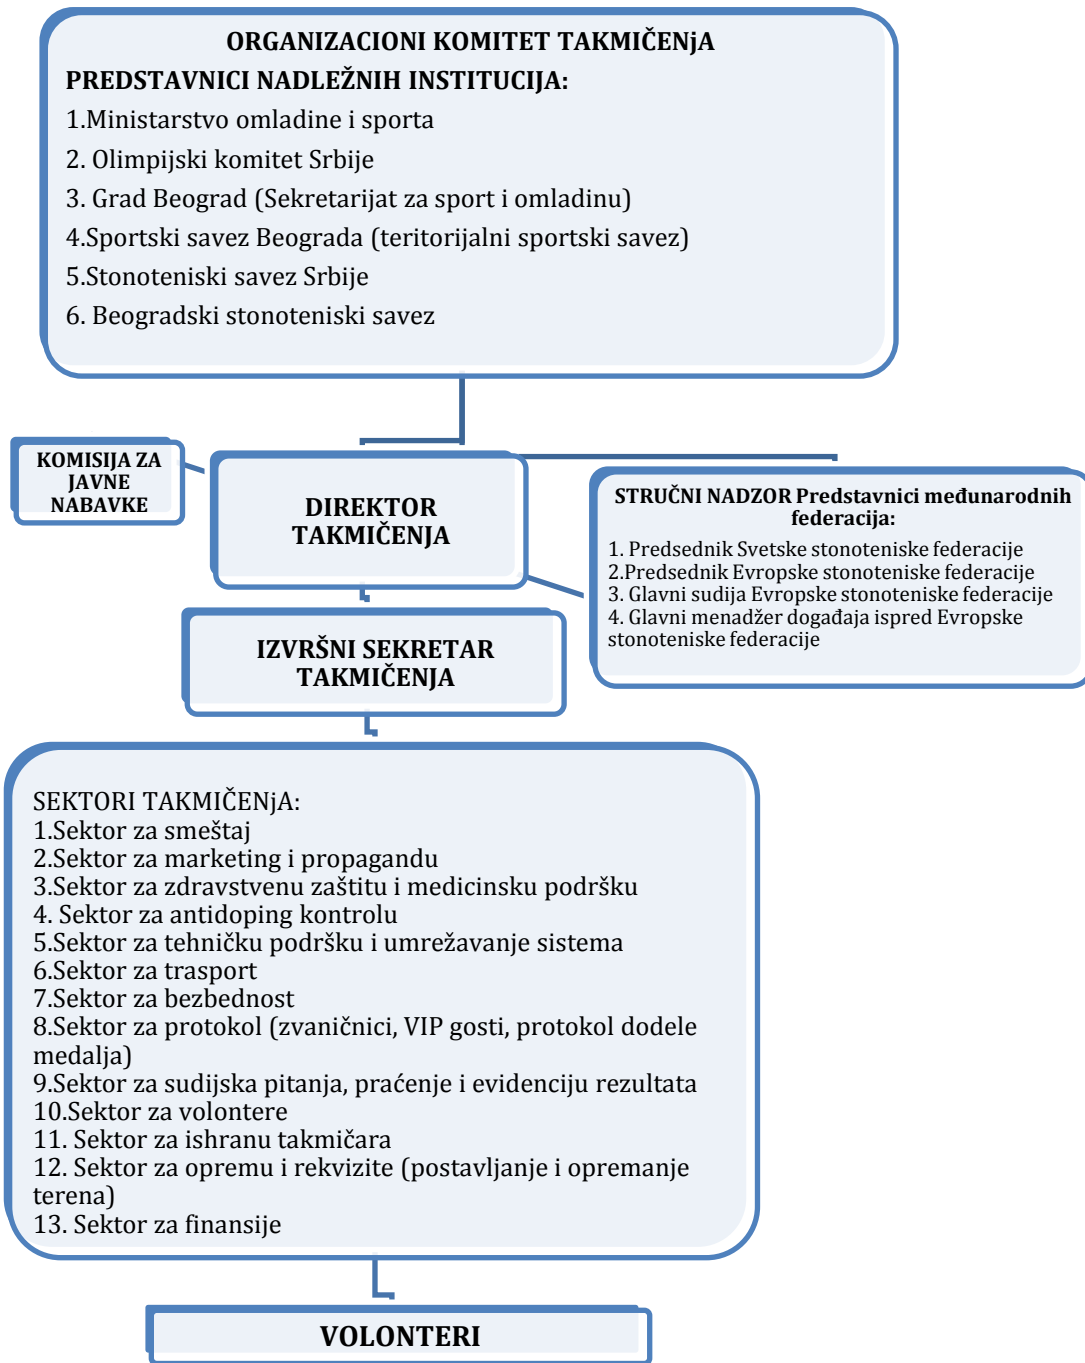 ORGANIZACIONI KOMITET TAKMIČENjA
PREDSTAVNICI NADLEŽNIH INSTITUCIJA:
1.Ministarstvo omladine i sporta
2. Olimpijski komitet Srbije
3. Grad Beograd (Sekretarijat za sport i omladinu)
4.Sportski savez Beograda (teritorijalni sportski savez)
5.Stonoteniski savez Srbije
6. Beogradski stonoteniski savez
KOMISIJA ZA
JAVNE
NABAVKE
DIREKTOR
TAKMIČENJA
STRUČNI NADZOR Predstavnici međunarodnih
federacija:
1. Predsednik Svetske stonoteniske federacije
2.Predsednik Evropske stonoteniske federacije
3. Glavni sudija Evropske stonoteniske federacije
4. Glavni menadžer događaja ispred Evropske
stonoteniske federacije
IZVRŠNI SEKRETAR
TAKMIČENJA
SEKTORI TAKMIČENjA:
1.Sektor za smeštaj
2.Sektor za marketing i propagandu
3.Sektor za zdravstvenu zaštitu i medicinsku podršku
4. Sektor za antidoping kontrolu
5.Sektor za tehničku podršku i umrežavanje sistema
6.Sektor za trasport
7.Sektor za bezbednost
8.Sektor za protokol (zvaničnici, VIP gosti, protokol dodele
medalja)
9.Sektor za sudijska pitanja, praćenje i evidenciju rezultata
10.Sektor za volontere
11. Sektor za ishranu takmičara
12. Sektor za opremu i rekvizite (postavljanje i opremanje
terena)
13. Sektor za finansije
VOLONTERI